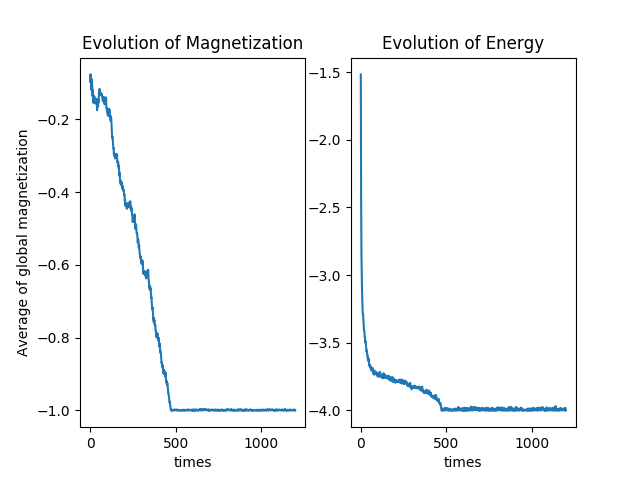 Evolution of Magnetization
Average of global magnetization
−0.2
−0.4
−0.6
−0.8
−1.0
0 500 1000
times
Evolution of Energy
−1.5
−2.0
−2.5
−3.0
−3.5
−4.0
0 500 1000
times